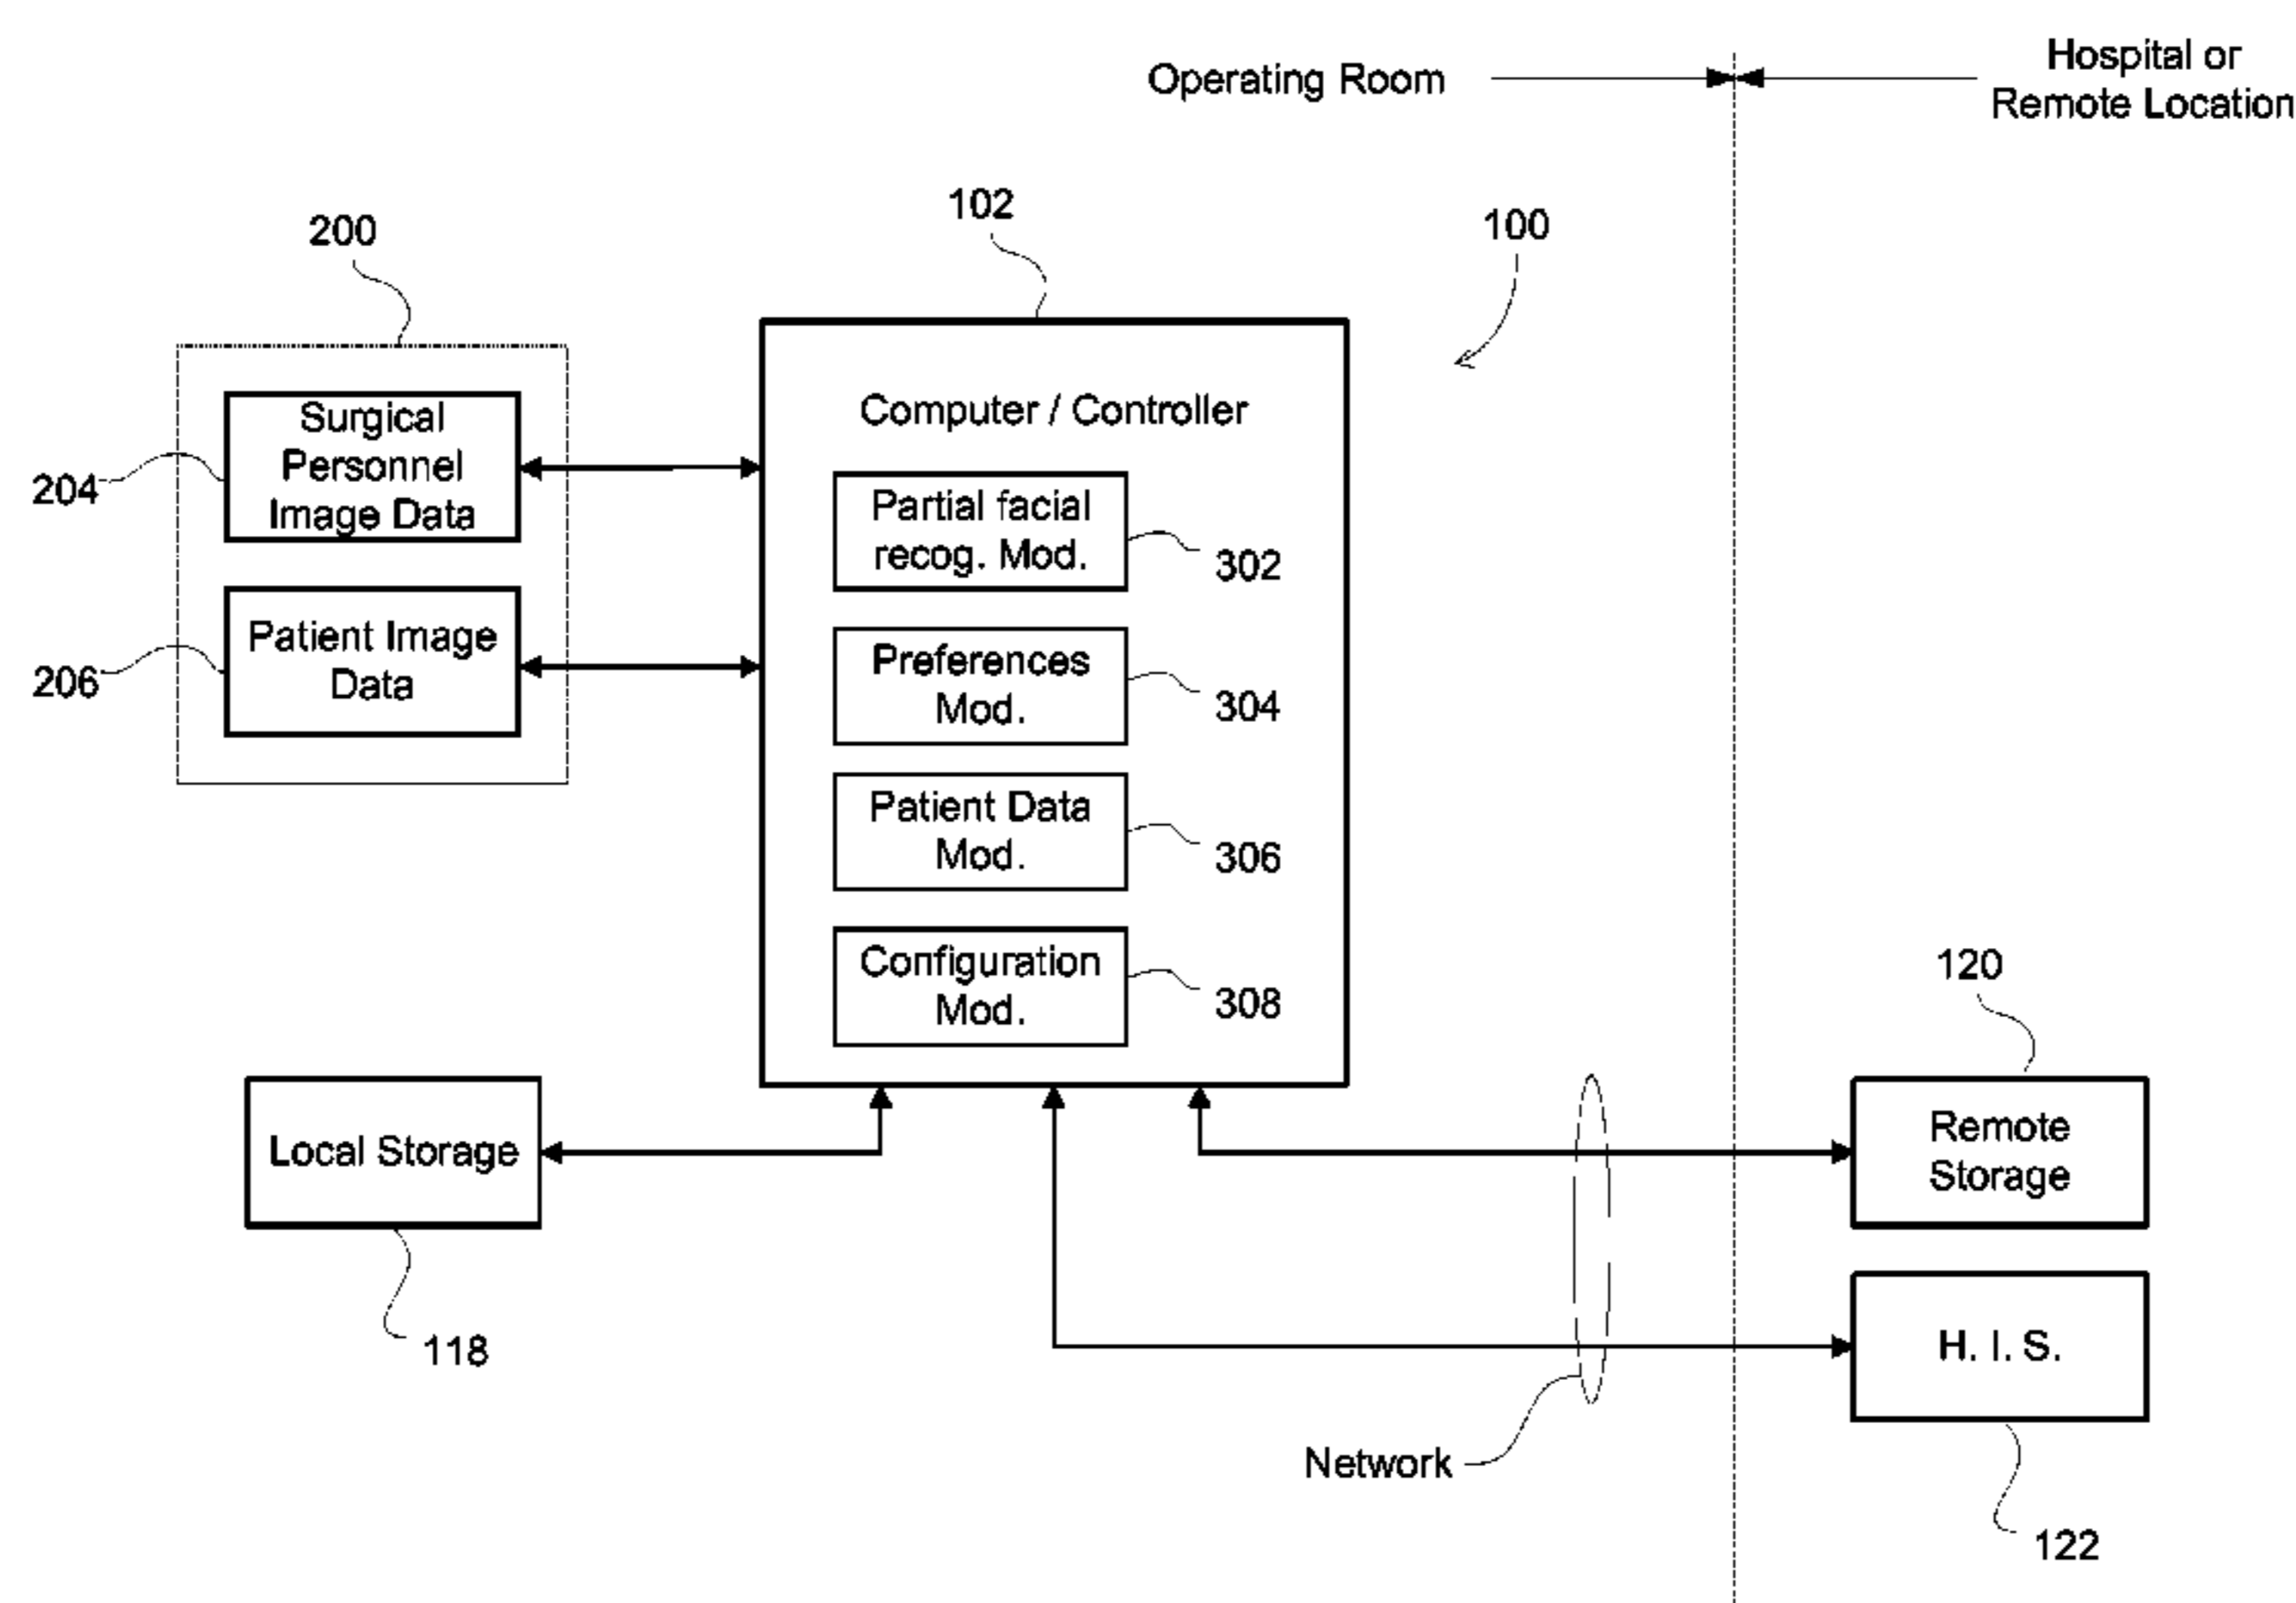 Operating Room
Hospital or
Remote Location
200
102
100
Surgical
Personnel
Image Data
204
Patient Image
Data
206
Computer / Controller
Partial facial
recog. Mod.
302
Preferences
Mod.
304
Patient Data
Mod.
306
Configuration
Mod.
308
Local Storage
118
120
Remote
Storage
H. I. S.
122
Network